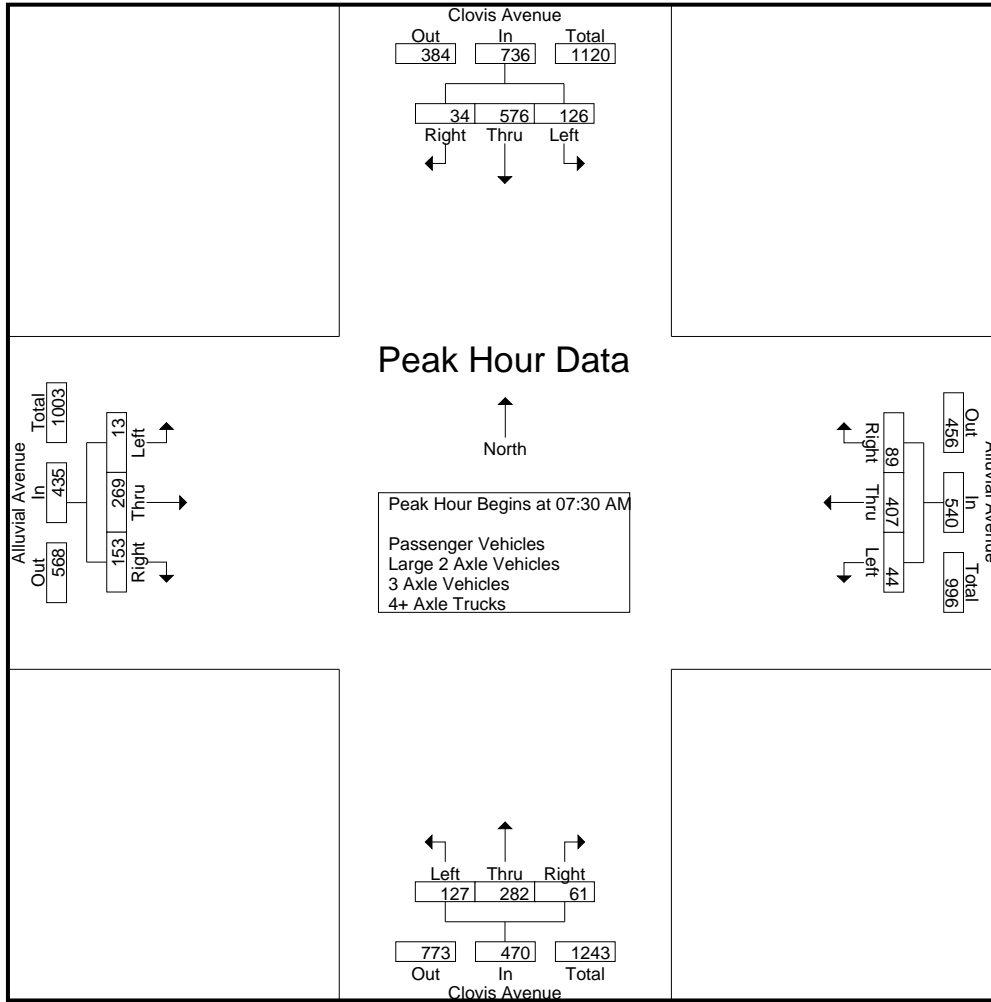 Clovis Avenue
Out In Total
384 736 1120
34 576 126
Right Thru Left
Peak Hour Data
North
Peak Hour Begins at 07:30 AM
Passenger Vehicles
Large 2 Axle Vehicles
3 Axle Vehicles
4+ Axle Trucks
Alluvial Avenue
Out In Total
568 435 1003
Left Thru Right
13 269 153
Alluvial Avenue
Out In Total
456 540 996
Right Thru Left
89 407 44
Left Thru Right
127 282 61
773 470 1243
Out In Total
Clovis Avenue